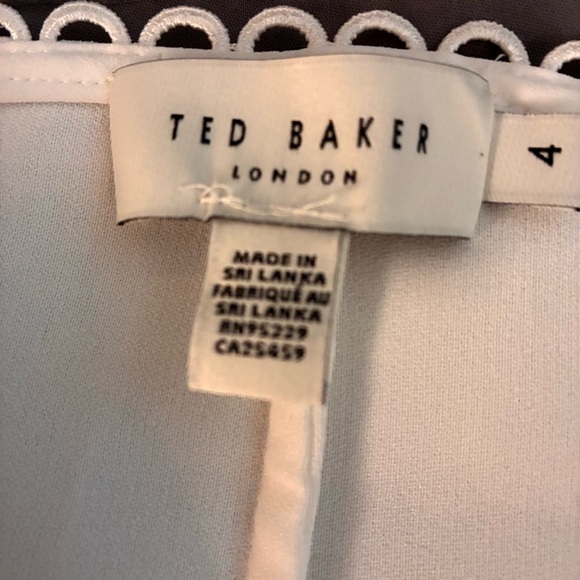 TED BAKER
LONDON
4
MADE IN
SRI LANKA
FABRIQUÉ AU
SRI LANKA
RN95229
CA25459